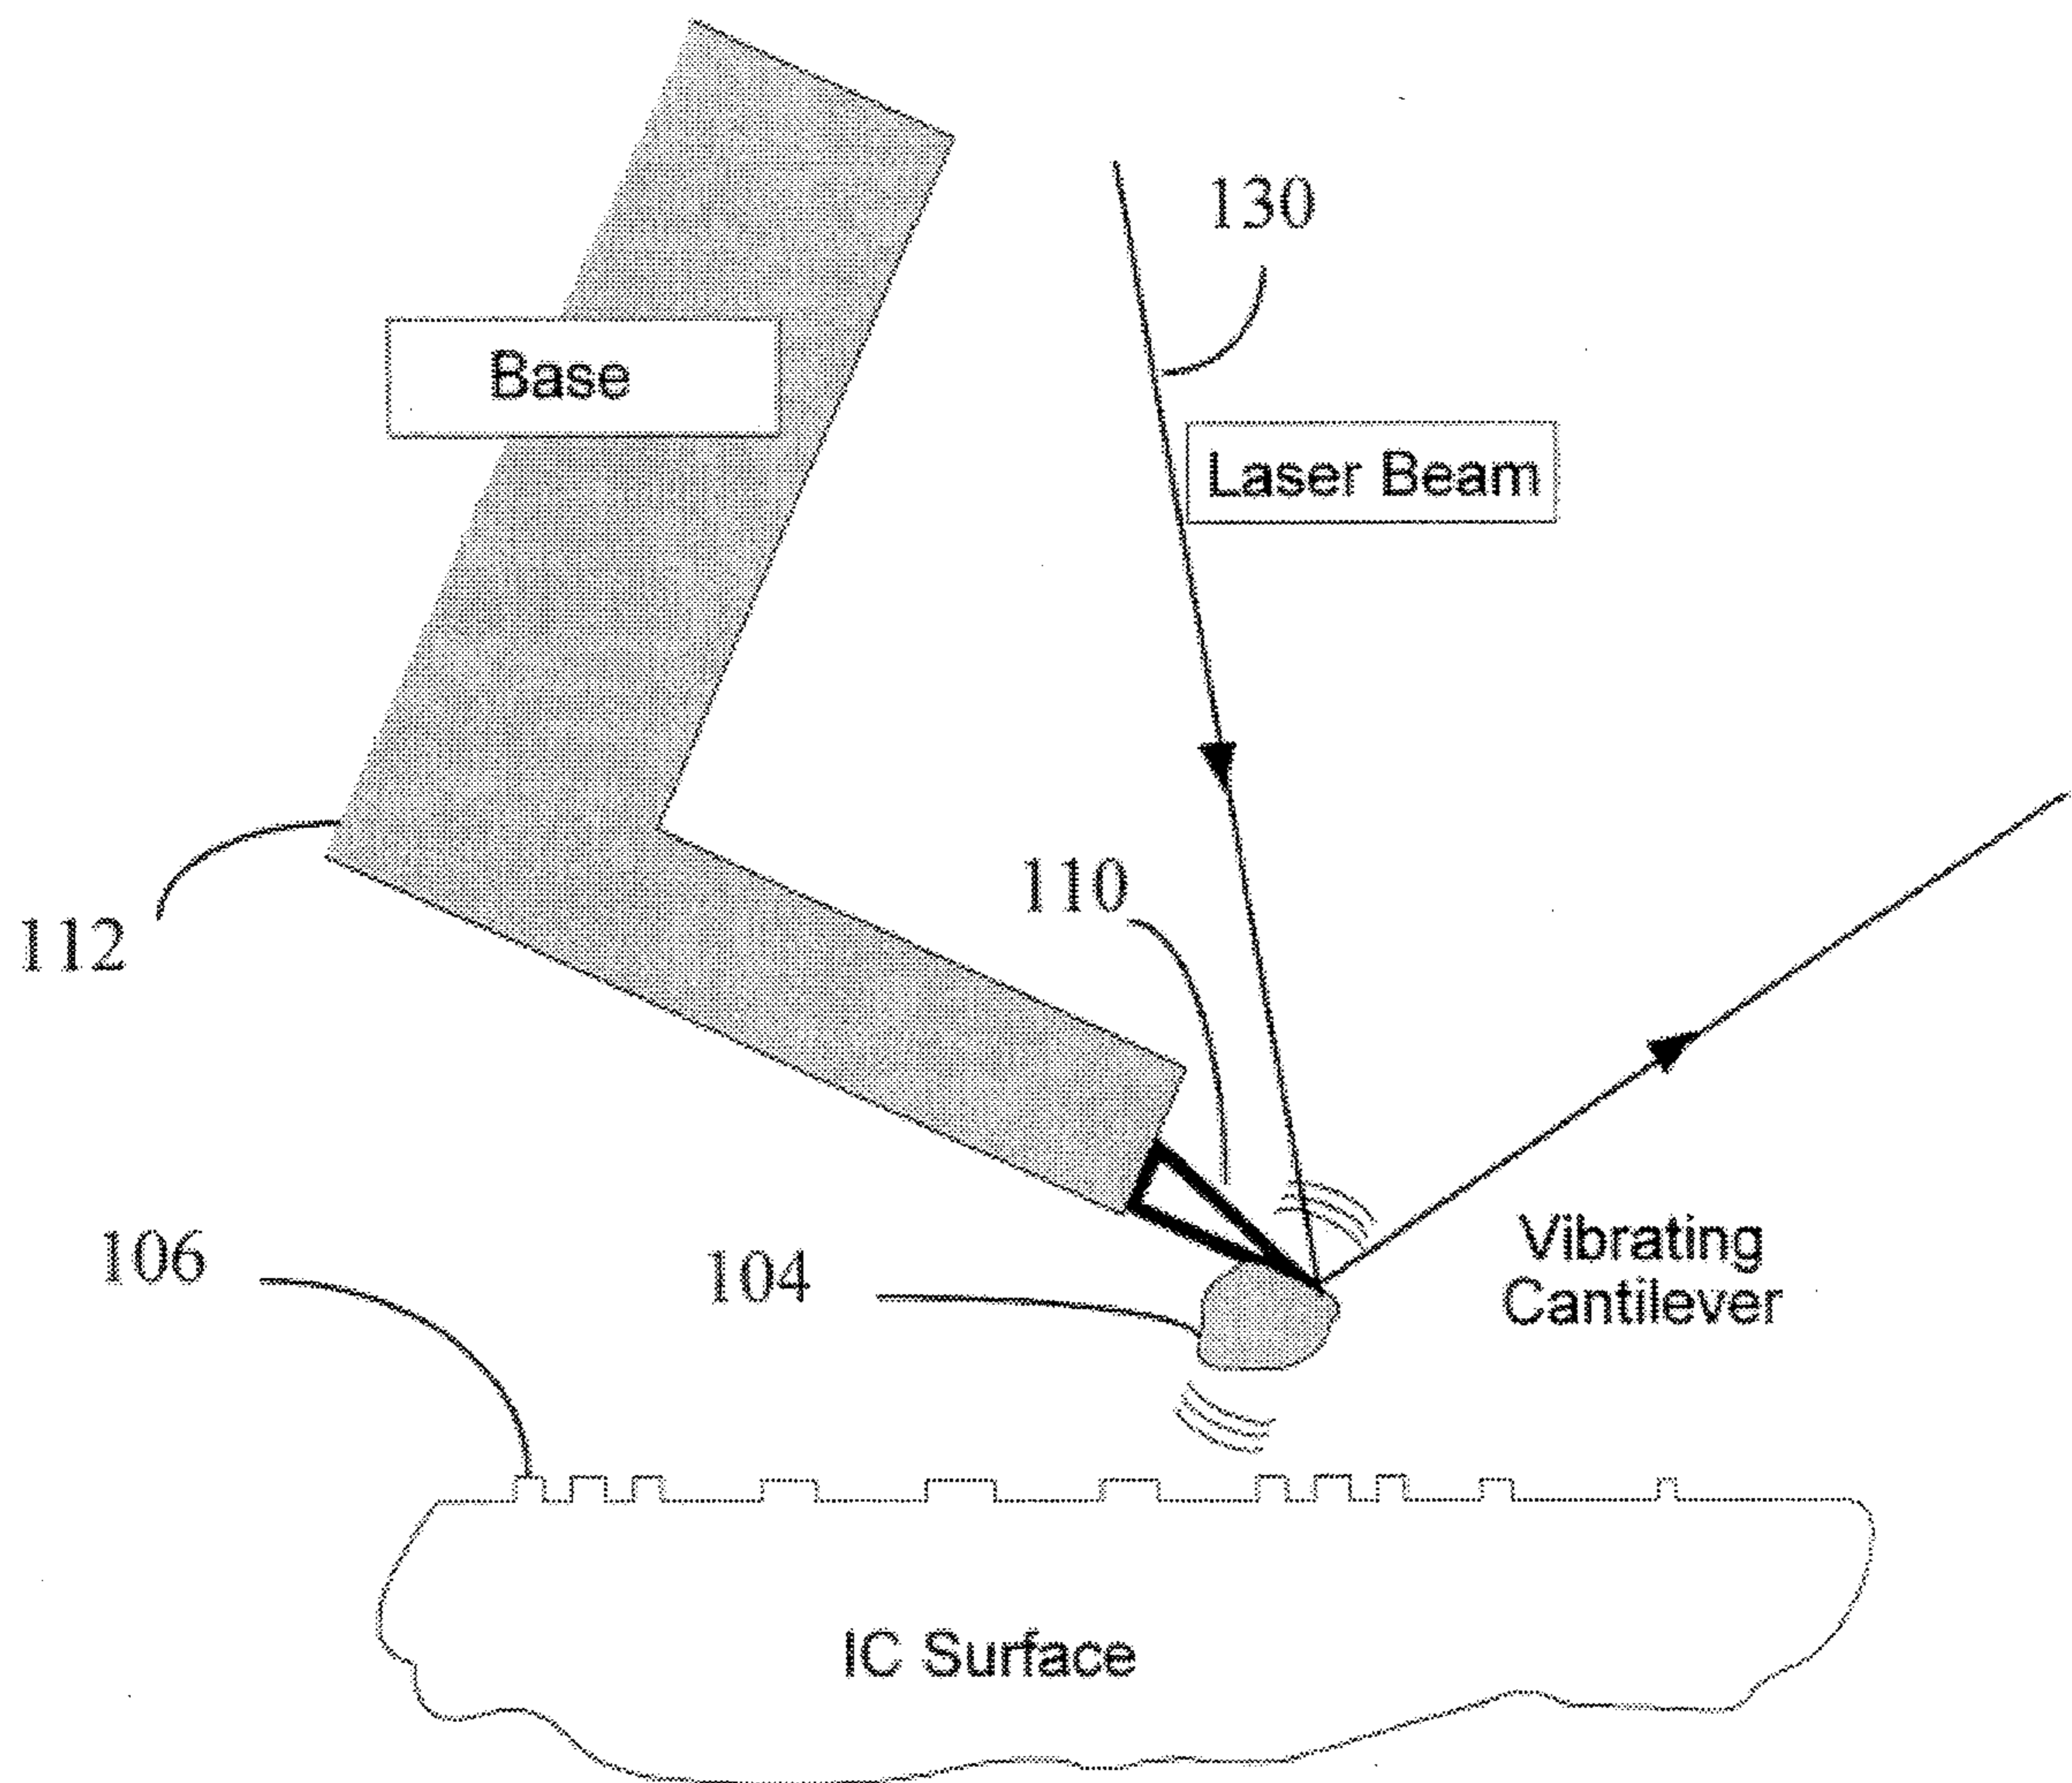 130
Base
Laser Beam
110
112
106
104
Vibrating
Cantilever
IC Surface